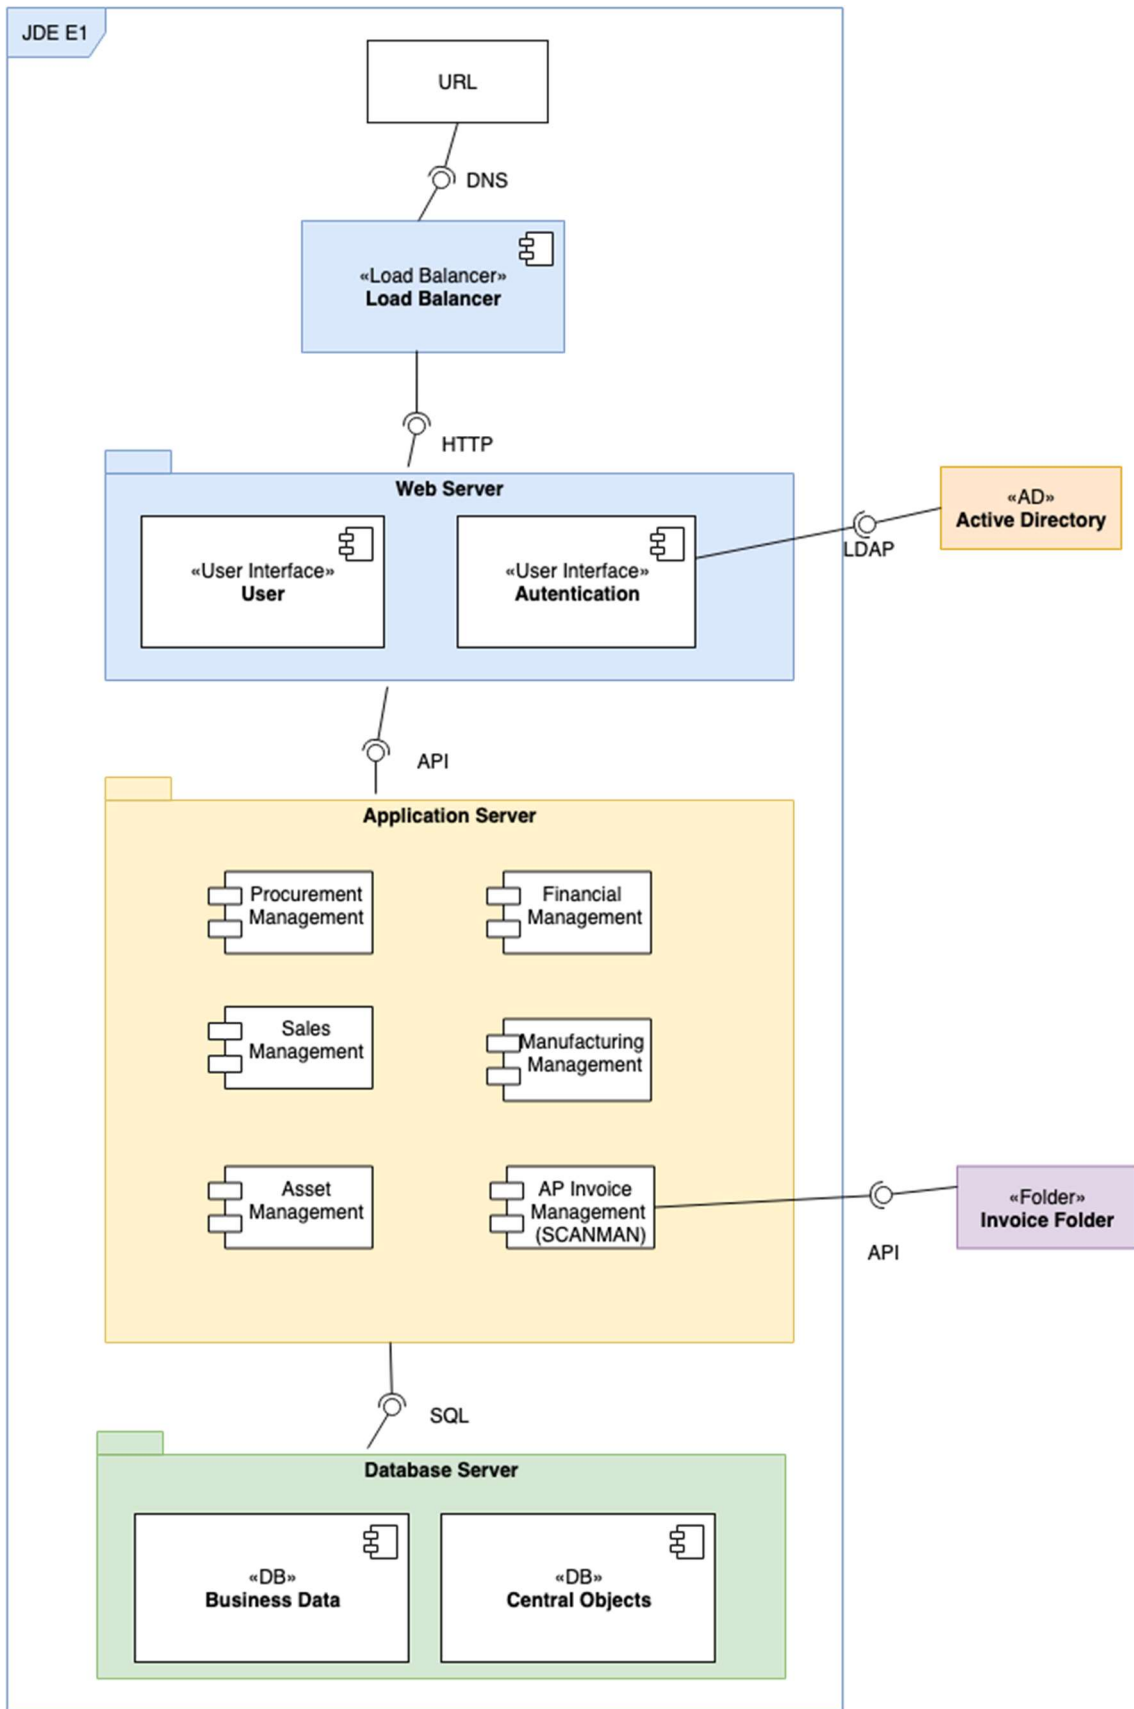 JDE E1
URL
DNS
«Load Balancer»
Load Balancer
HTTP
Web Server
«User Interface»
User
«User Interface»
Autentication
LDAP
«AD»
Active Directory
API
Application Server
Procurement
Management
Financial
Management
Sales
Management
Manufacturing
Management
Asset
Management
AP Invoice
Management
(SCANMAN)
API
«Folder»
Invoice Folder
SQL
Database Server
«DB»
Business Data
«DB»
Central Objects